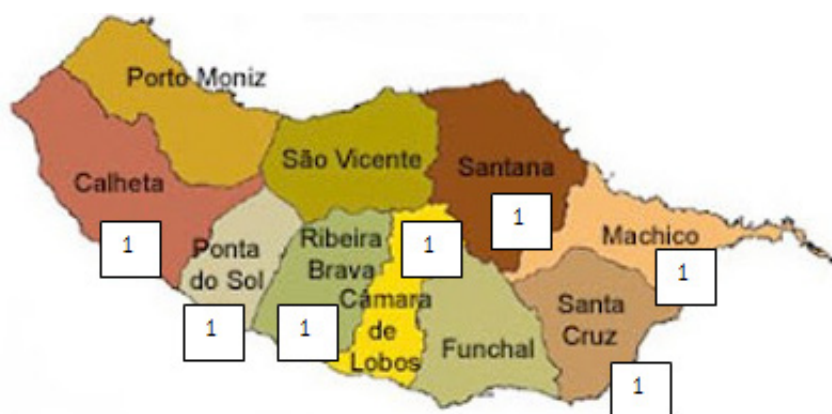 Porto Moniz
São Vicente
Santana
Calheta
1
1
1
Ponta
do Sol
Ribeira
Brava
Machico
1
1
1
Câmara
de
Lobos
Funchal
Santa
Cruz
1